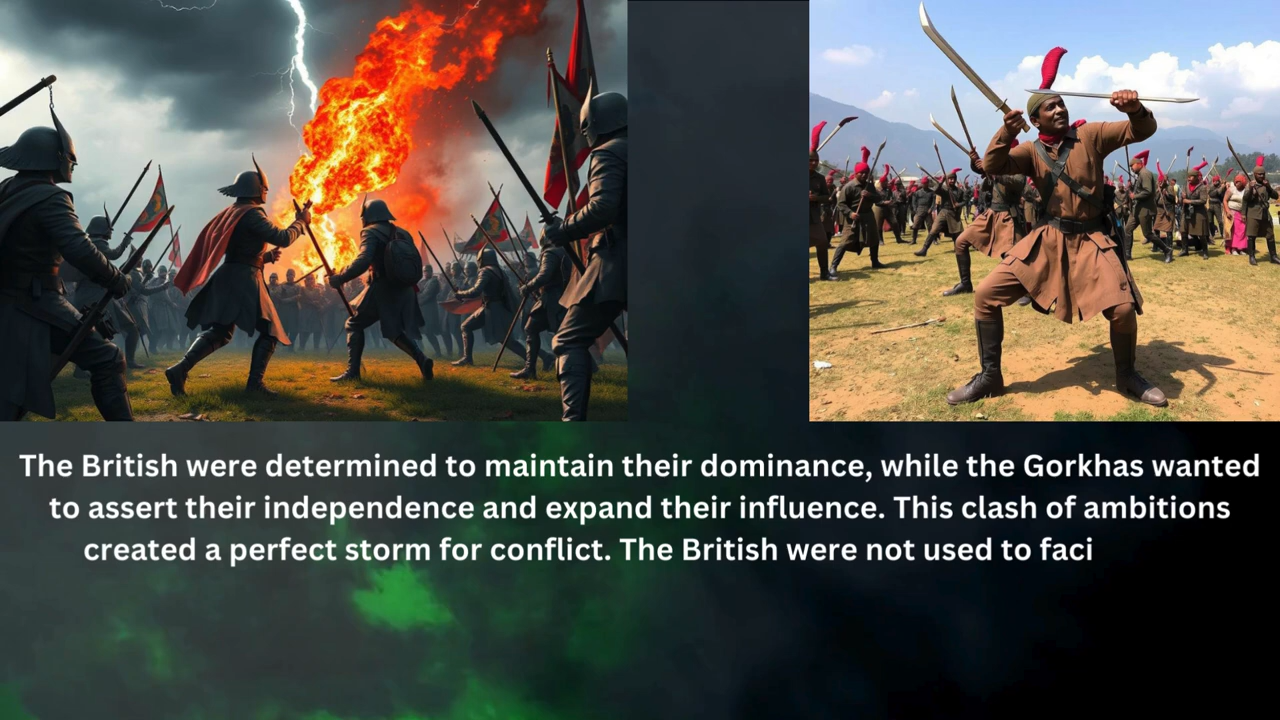 The British were determined to maintain their dominance, while the Gorkhas wanted
to assert their independence and expand their influence. This clash of ambitions
created a perfect storm for conflict. The British were not used to faci